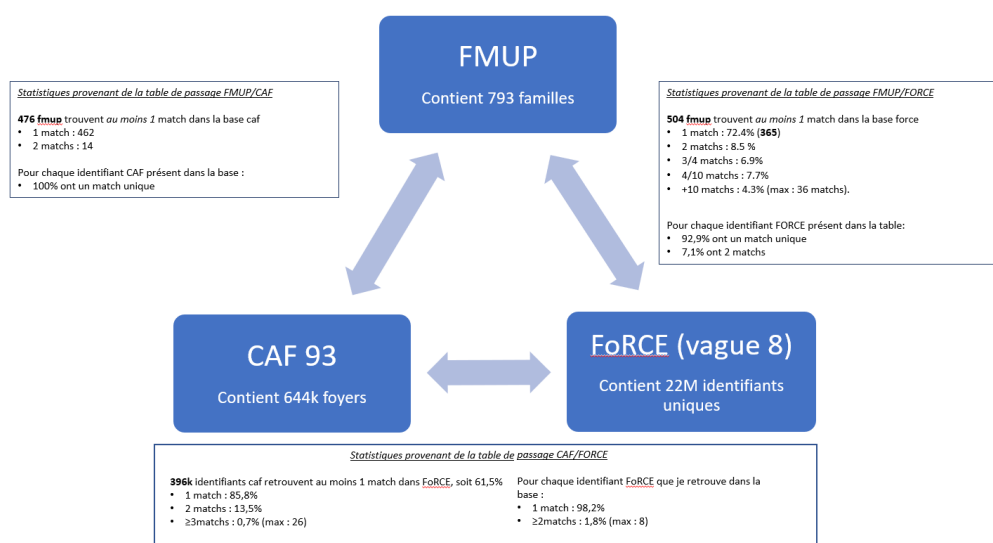 FMUP
Contient 793 familles
Statistiques provenant de la table de passage FMUP/CAF
476 fmup trouvent au moins 1 match dans la base caf
• 1 match : 462
• 2 matchs : 14
Pour chaque identifiant CAF présent dans la base :
• 100% ont un match unique
Statistiques provenant de la table de passage FMUP/FORCE
504 fmup trouvent au moins 1 match dans la base force
• 1 match : 72.4% (365)
• 2 matchs : 8.5 %
• 3/4 matchs : 6.9%
• 4/10 matchs : 7.7%
• +10 matchs : 4.3% (max : 36 matchs).
Pour chaque identifiant FORCE présent dans la table:
• 92,9% ont un match unique
• 7,1% ont 2 matchs
CAF 93
Contient 644k foyers
FoRCE (vague 8)
Contient 22M identifiants
uniques
Statistiques provenant de la table de passage CAF/FORCE
396k identifiants caf retrouvent au moins 1 match dans FoRCE, soit 61,5%
• 1 match : 85,8%
• 2 matchs : 13,5%
• ≥3matchs : 0,7% (max : 26)
Pour chaque identifiant FoRCE que je retrouve dans la
base :
• 1 match : 98,2%
• ≥2matchs : 1,8% (max : 8)